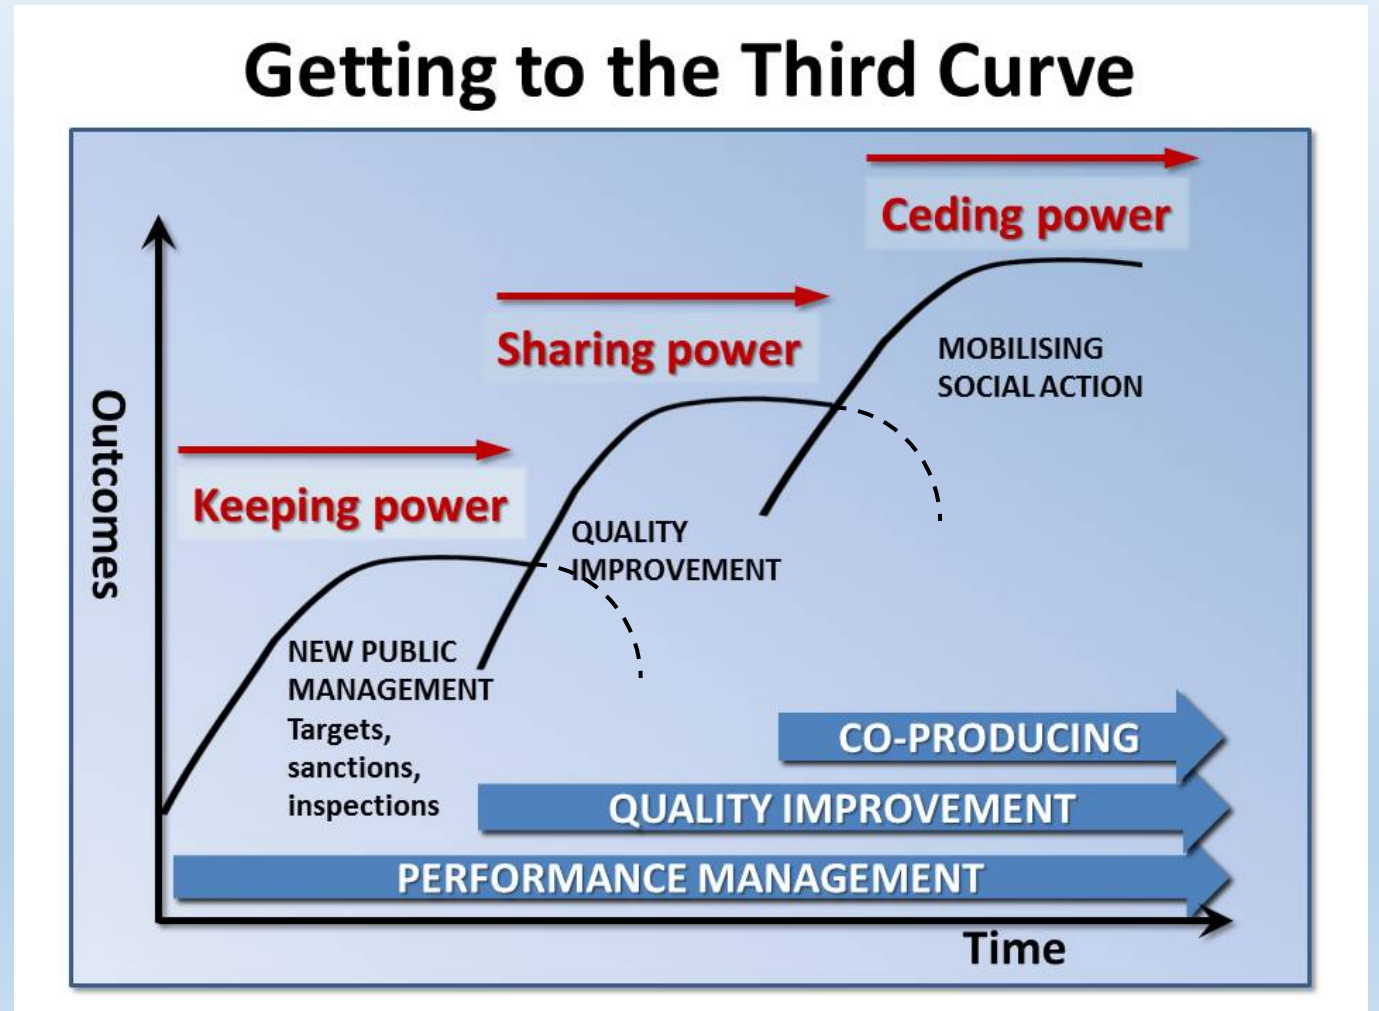 Getting to the Third Curve
Ceding power
Sharing power
MOBILISING
SOCIAL ACTION
Outcomes
Keeping power
QUALITY
IMPROVEMENT
NEW PUBLIC
MANAGEMENT
Targets,
sanctions,
inspections
CO-PRODUCING
QUALITY IMPROVEMENT
PERFORMANCE MANAGEMENT
Time